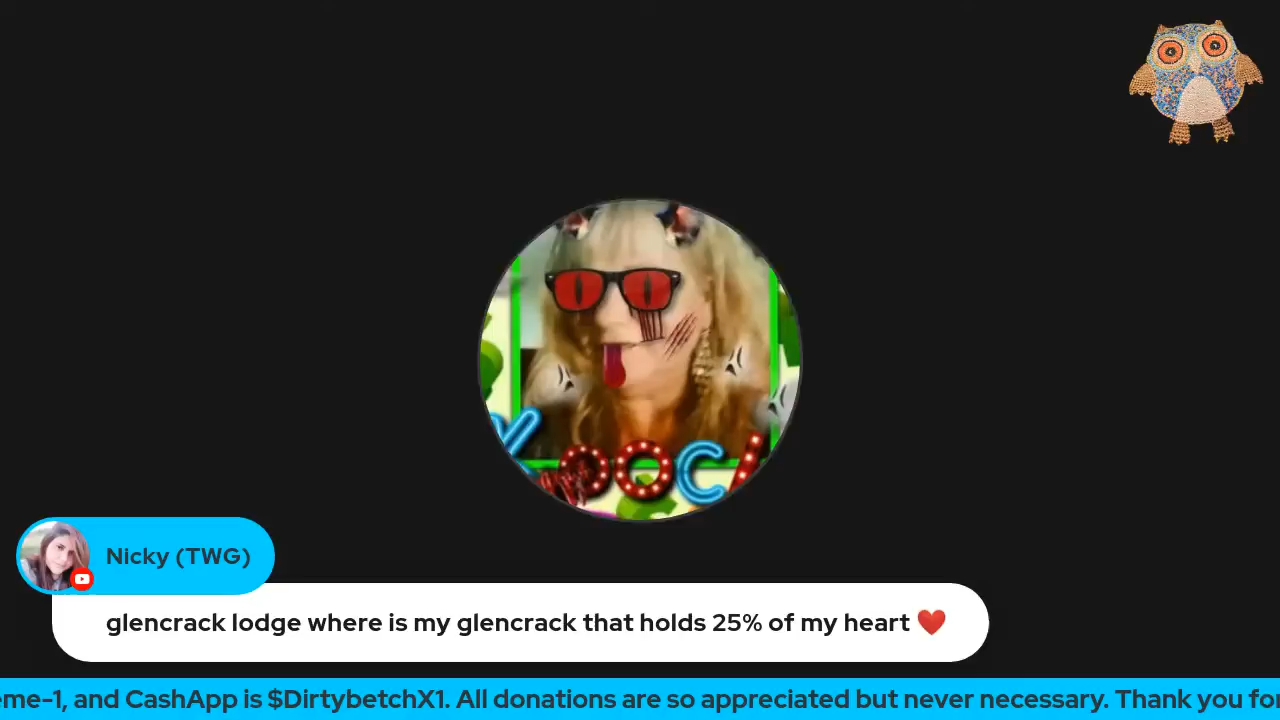 Nicky (TWG)
glencrack lodge where is my glencrack that holds 25% of my heart ❤️
eme-1, and CashApp is $DirtybetchX1. All donations are so appreciated but never necessary. Thank you for